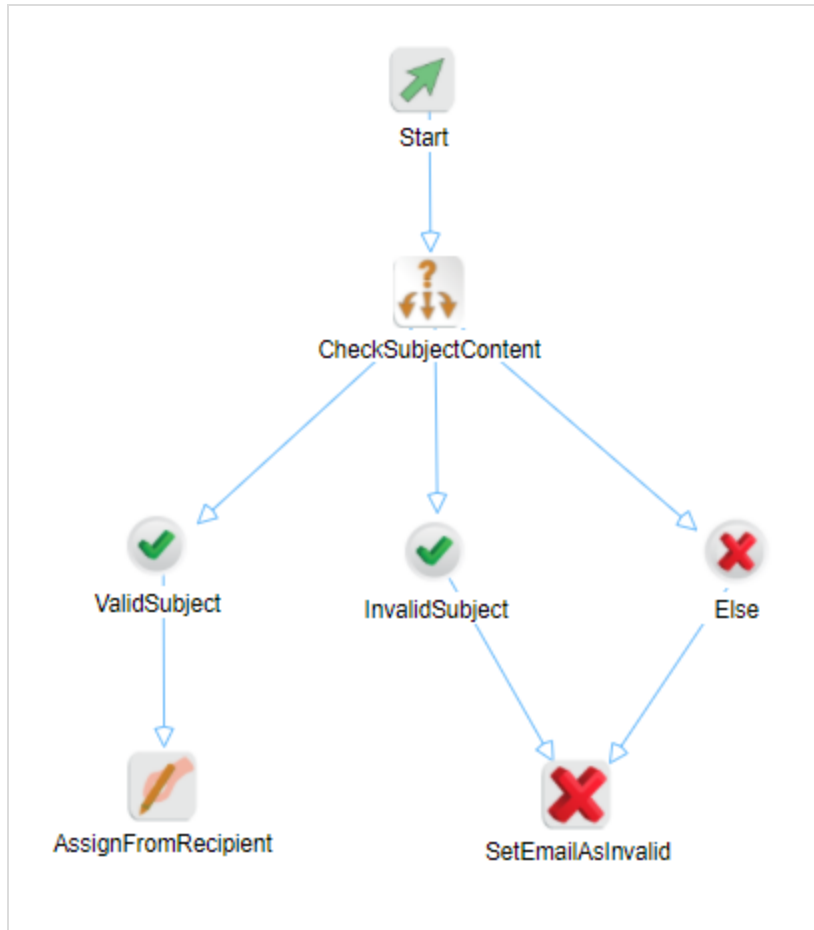 Start
CheckSubjectContent
ValidSubject
InvalidSubject
Else
AssignFromRecipient
SetEmailAsInvalid